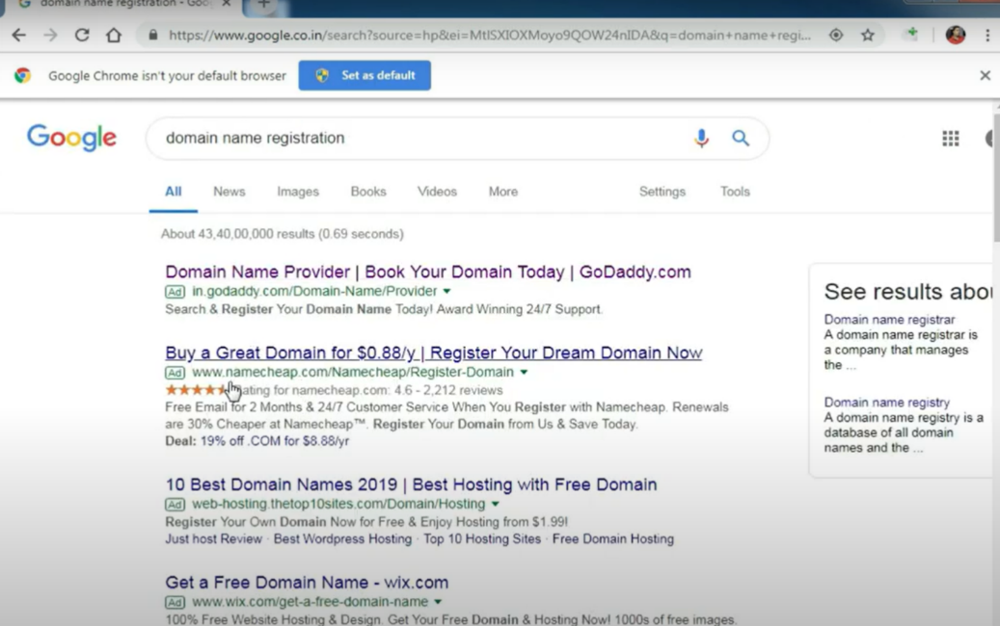 domain name registration - Goo
https://www.google.co.in/search?source=hp&ei=MtISXIOXMoyo9QOW24nIDA&q=domain+name+regi...
Google Chrome isn't your default browser
Set as default
Google
domain name registration
All News Images Books Videos More Settings Tools
About 43,40,00,000 results (0.69 seconds)
Domain Name Provider | Book Your Domain Today | GoDaddy.com
Ad in.godaddy.com/Domain-Name/Provider
Search & Register Your Domain Name Today! Award Winning 24/7 Support.
Buy a Great Domain for $0.88/y | Register Your Dream Domain Now
Ad www.namecheap.com/Namecheap/Register-Domain
ating for namecheap.com: 4.6 - 2,212 reviews
Free Email for 2 Months & 24/7 Customer Service When You Register with Namecheap. Renewals
are 30% Cheaper at Namecheap™. Register Your Domain from Us & Save Today.
Deal: 19% off .COM for $8.88/yr
10 Best Domain Names 2019 | Best Hosting with Free Domain
Ad web-hosting.thetop10sites.com/Domain/Hosting
Register Your Own Domain Now for Free & Enjoy Hosting from $1.99!
Just host Review · Best Wordpress Hosting · Top 10 Hosting Sites · Free Domain Hosting
Get a Free Domain Name - wix.com
Ad www.wix.com/get-a-free-domain-name
100% Free Website Hosting & Design. Get Your Free Domain & Hosting Now! 1000s of free images.
See results abou
Domain name registrar
A domain name registrar is
a company that manages
the ...
Domain name registry
A domain name registry is a
database of all domain
names and the ...